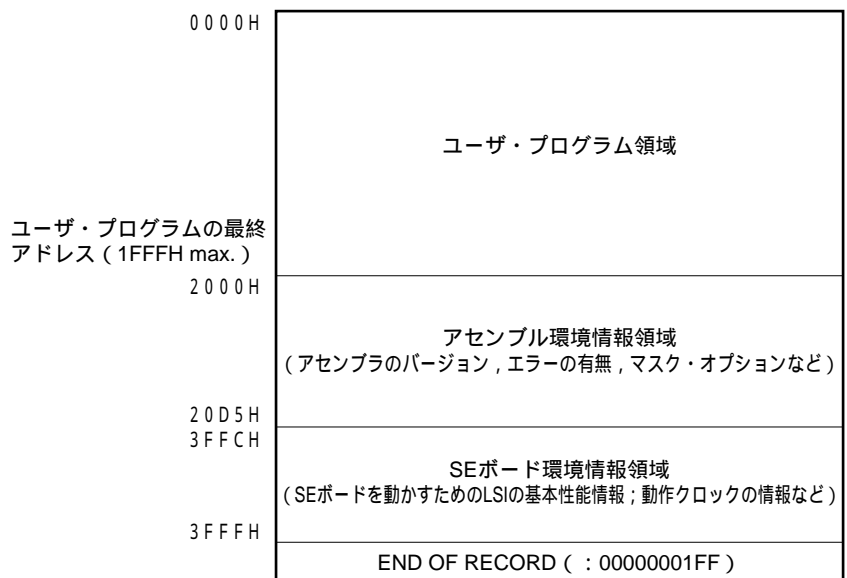 0000H
ユーザ・プログラム領域
ユーザ・プログラムの最終
アドレス（1FFFH max.）
2000H
アセンブル環境情報領域
（アセンブラのバージョン，エラーの有無，マスク・オプションなど）
20D5H
3FFCH
SEボード環境情報領域
（SEボードを動かすためのLSIの基本性能情報；動作クロックの情報など）
3FFFH
END OF RECORD（：00000001FF）